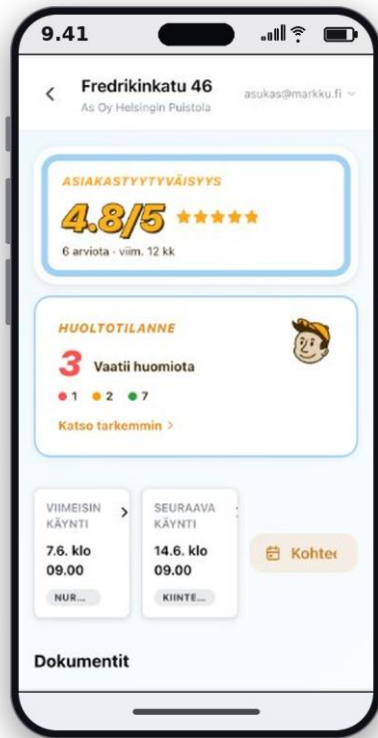 9.41
Fredrikinkatu 46
As Oy Helsingin Puistola
asukas@markku.fi
ASIAKASTYYTYVÄISYYS
4.8/5
6 arviota · viim. 12 kk
HUOLTOTILANNE
3 Vaatii huomiota
1 2 7
Katso tarkemmin >
VIIMEISIN
KÄYNTI
7.6. klo
09.00
NUR...
SEURAAVA
KÄYNTI
14.6. klo
09.00
KIINTE...
Kohtee
Dokumentit